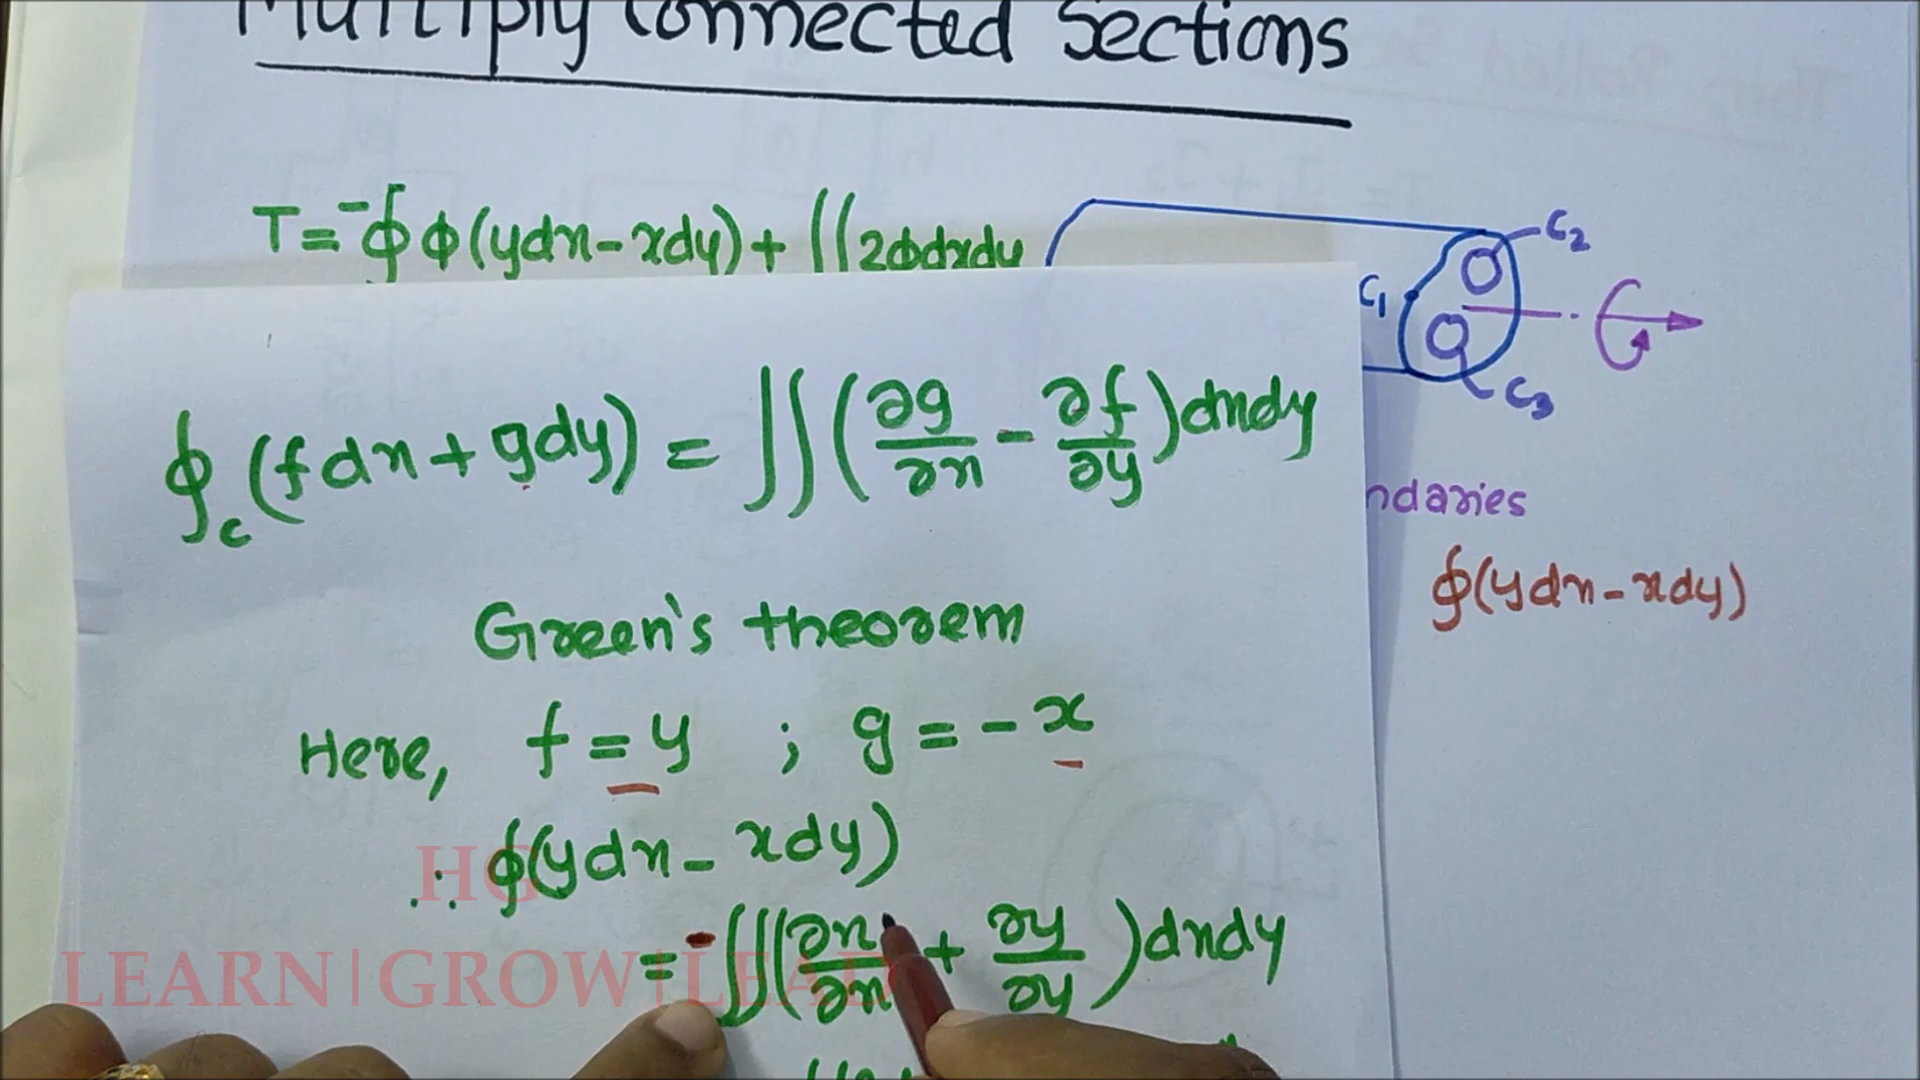 Multiply Connected Sections
T = -∮ϕ(ydx-xdy)+ ∬2ϕdxdy
C₂
C₁
C₃
∮c (fdx + gdy) = ∬(∂g/∂x - ∂f/∂y)dxdy
ndaries
∮(ydx-xdy)
Green's theorem
Here, f = y ; g = -x
∴ ∮(ydx - xdy)
= -∬(∂x/∂x + ∂y/∂y)dxdy
HG
LEARN|GROW|LEAD